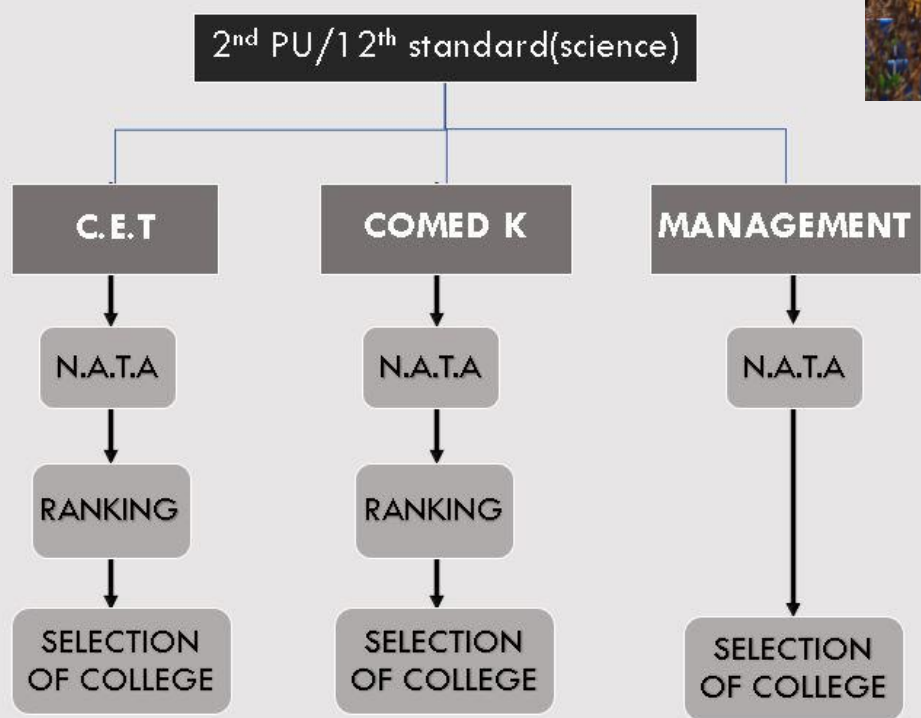 2nd PU/12th standard(science)
C.E.T
COMED K
MANAGEMENT
N.A.T.A
N.A.T.A
N.A.T.A
RANKING
RANKING
SELECTION
OF COLLEGE
SELECTION
OF COLLEGE
SELECTION
OF COLLEGE